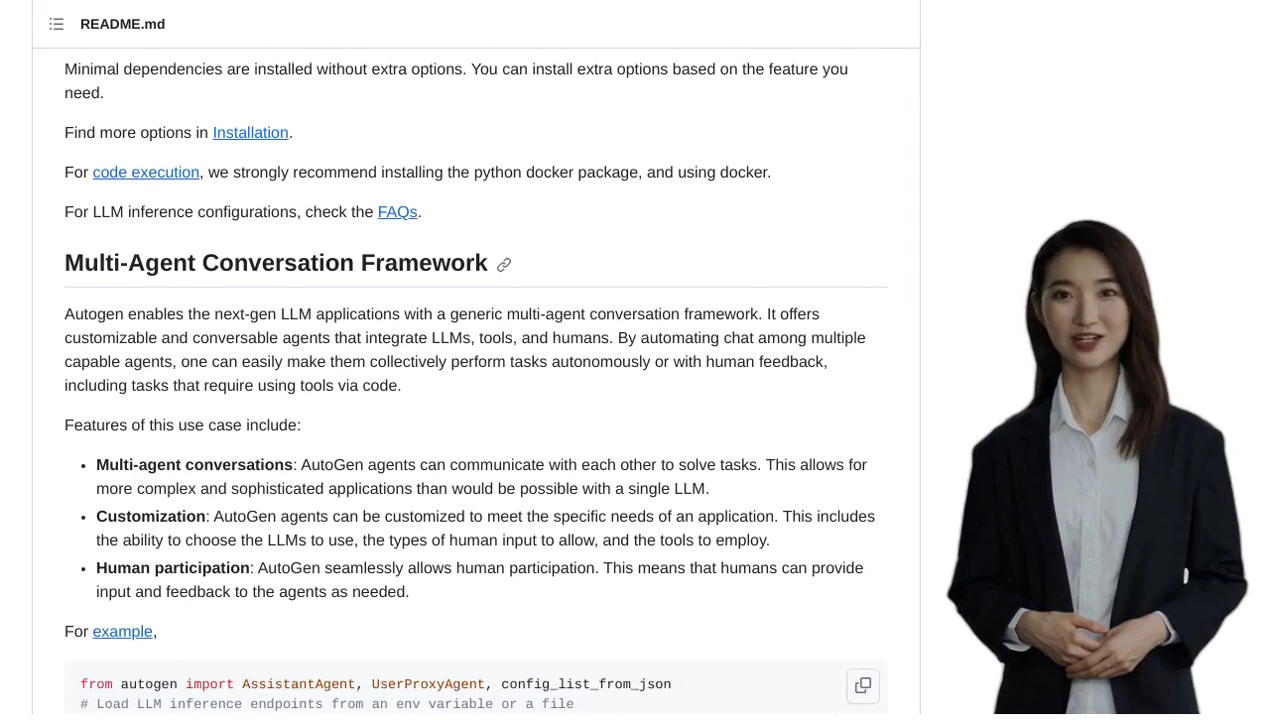 README.md
Minimal dependencies are installed without extra options. You can install extra options based on the feature you
need.
Find more options in Installation.
For code execution, we strongly recommend installing the python docker package, and using docker.
For LLM inference configurations, check the FAQs.
Multi-Agent Conversation Framework
Autogen enables the next-gen LLM applications with a generic multi-agent conversation framework. It offers
customizable and conversable agents that integrate LLMs, tools, and humans. By automating chat among multiple
capable agents, one can easily make them collectively perform tasks autonomously or with human feedback,
including tasks that require using tools via code.
Features of this use case include:
• Multi-agent conversations: AutoGen agents can communicate with each other to solve tasks. This allows for
more complex and sophisticated applications than would be possible with a single LLM.
• Customization: AutoGen agents can be customized to meet the specific needs of an application. This includes
the ability to choose the LLMs to use, the types of human input to allow, and the tools to employ.
• Human participation: AutoGen seamlessly allows human participation. This means that humans can provide
input and feedback to the agents as needed.
For example,
from autogen import AssistantAgent, UserProxyAgent, config_list_from_json
# Load LLM inference endpoints from an env variable or a file